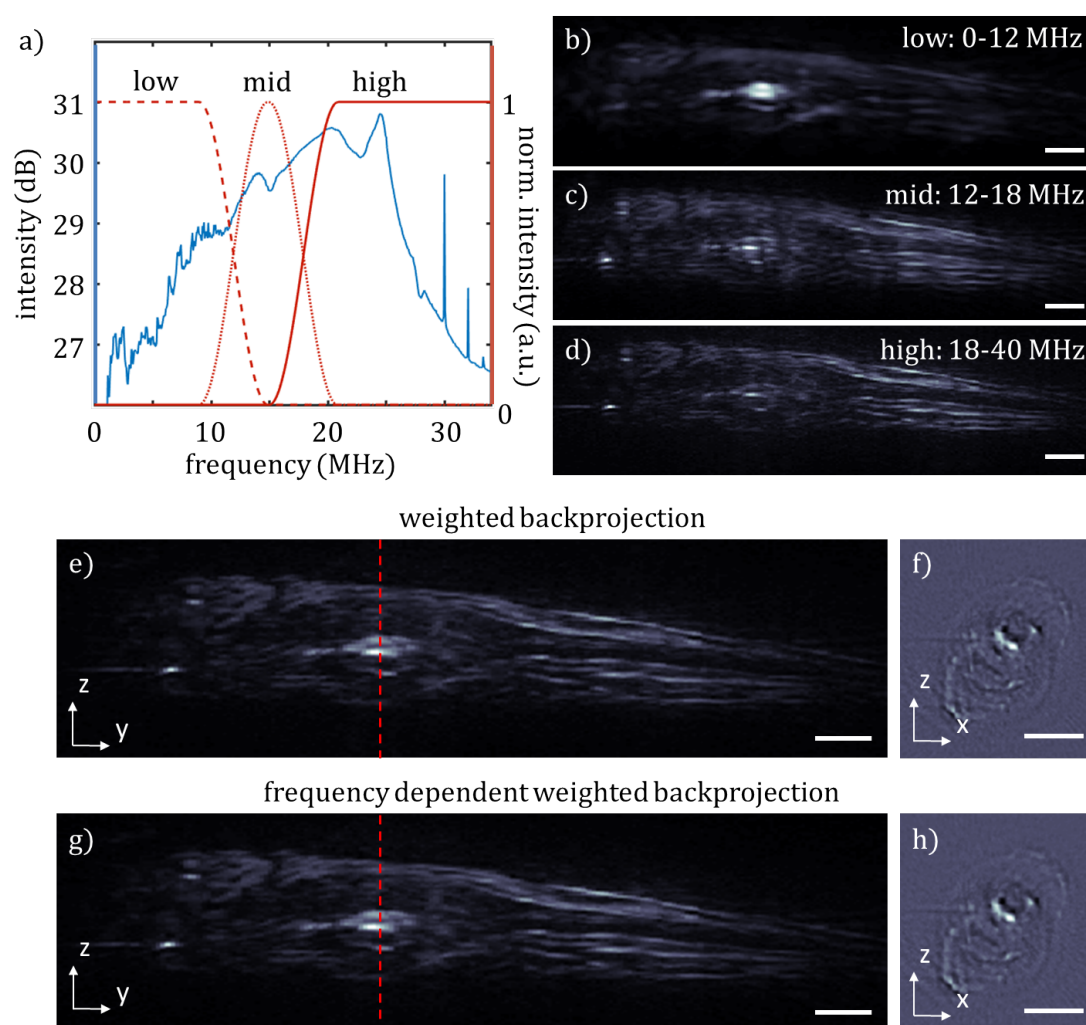 a)
low mid high
31
30
29
28
27
intensity (dB)
1
0
norm. intensity (a.u.)
0 10 20 30
frequency (MHz)
b) low: 0-12 MHz
c) mid: 12-18 MHz
d) high: 18-40 MHz
weighted backprojection
e)
z
y
f)
z
x
frequency dependent weighted backprojection
g)
z
y
h)
z
x